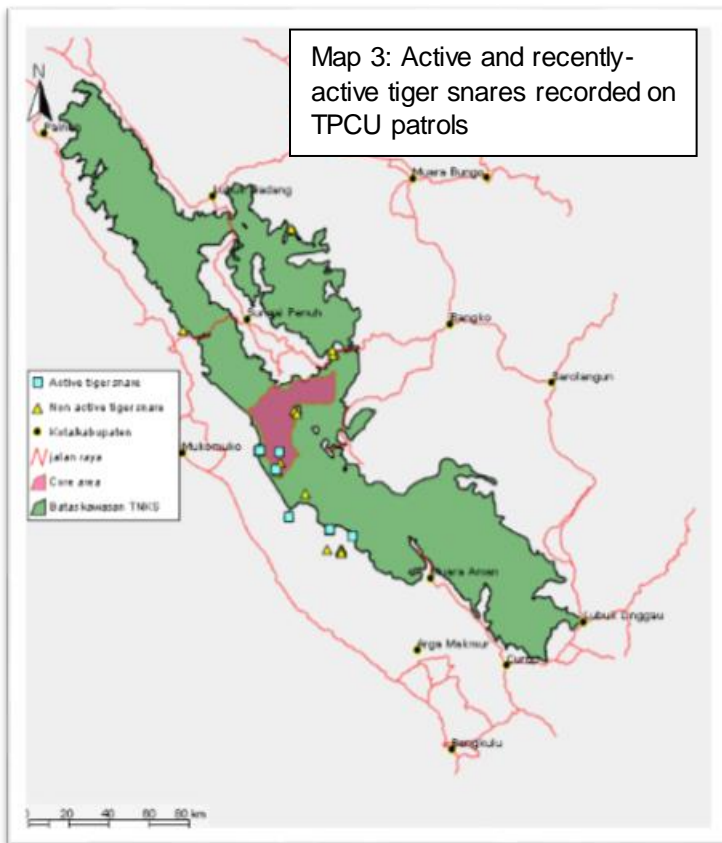 Map 3: Active and recently-
active tiger snares recorded on
TPCU patrols
N
Muara Bungo
Sungai Penuh
Bangko
Sarolangun
Active tiger snare
Non active tiger snare
Kota/kabupaten
jalan raya
Core area
Batas kawasan TNKS
Mukomuko
Muara Aman
Lubuk Linggau
Arga Makmur
Curup
Bengkulu
20 40 60 80 km